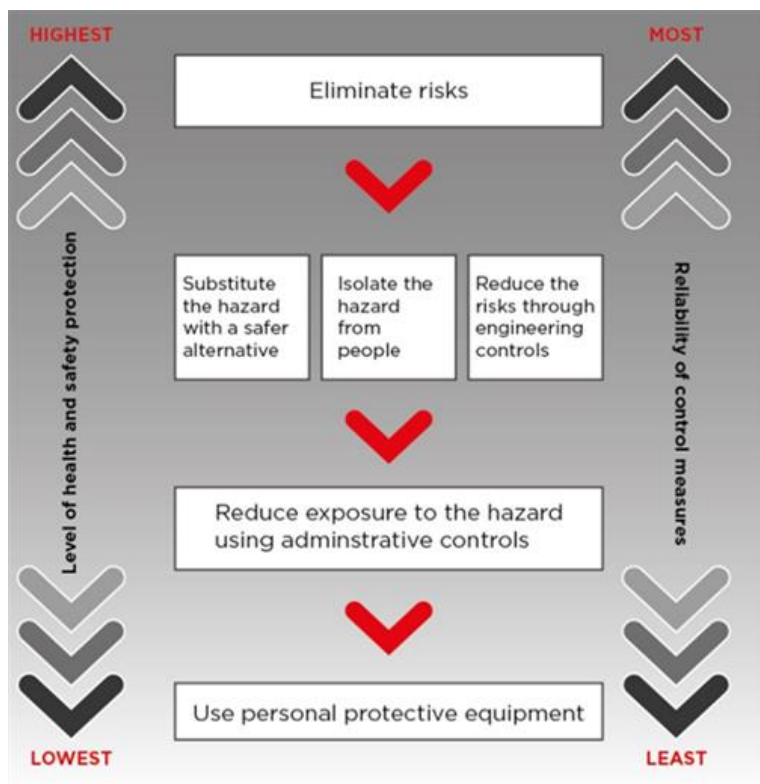 HIGHEST
MOST
Eliminate risks
Substitute
the hazard
with a safer
alternative
Isolate the
hazard
from
people
Reduce the
risks through
engineering
controls
Level of health and safety protection
Reliability of control measures
Reduce exposure to the hazard
using adminstrative controls
Use personal protective equipment
LOWEST
LEAST